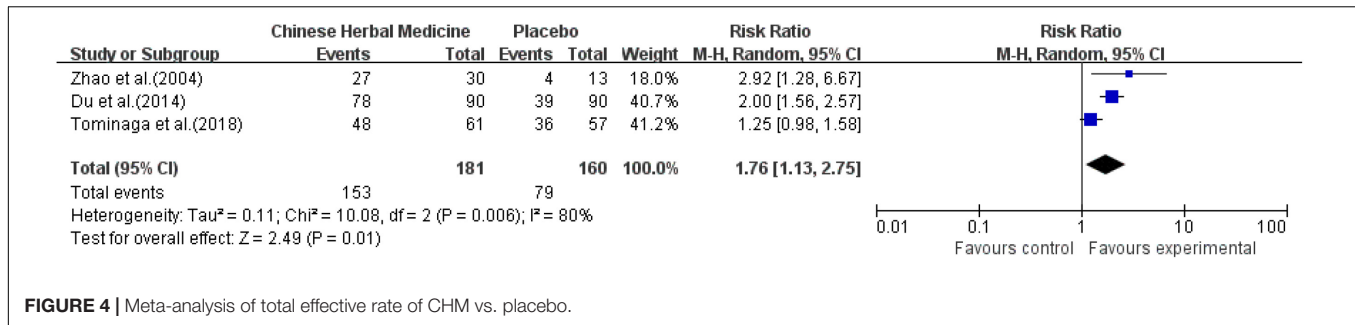 Chinese Herbal Medicine Placebo Risk Ratio Risk Ratio
Study or Subgroup Events Total Events Total Weight M-H, Random, 95% CI M-H, Random, 95% CI
Zhao et al.(2004) 27 30 4 13 18.0% 2.92 [1.28, 6.67]
Du et al.(2014) 78 90 39 90 40.7% 2.00 [1.56, 2.57]
Tominaga et al.(2018) 48 61 36 57 41.2% 1.25 [0.98, 1.58]
Total (95% CI) 181 160 100.0% 1.76 [1.13, 2.75]
Total events 153 79
Heterogeneity: Tau² = 0.11; Chi² = 10.08, df = 2 (P = 0.006); I² = 80%
Test for overall effect: Z = 2.49 (P = 0.01)
0.01 0.1 1 10 100
Favours control Favours experimental
FIGURE 4 | Meta-analysis of total effective rate of CHM vs. placebo.